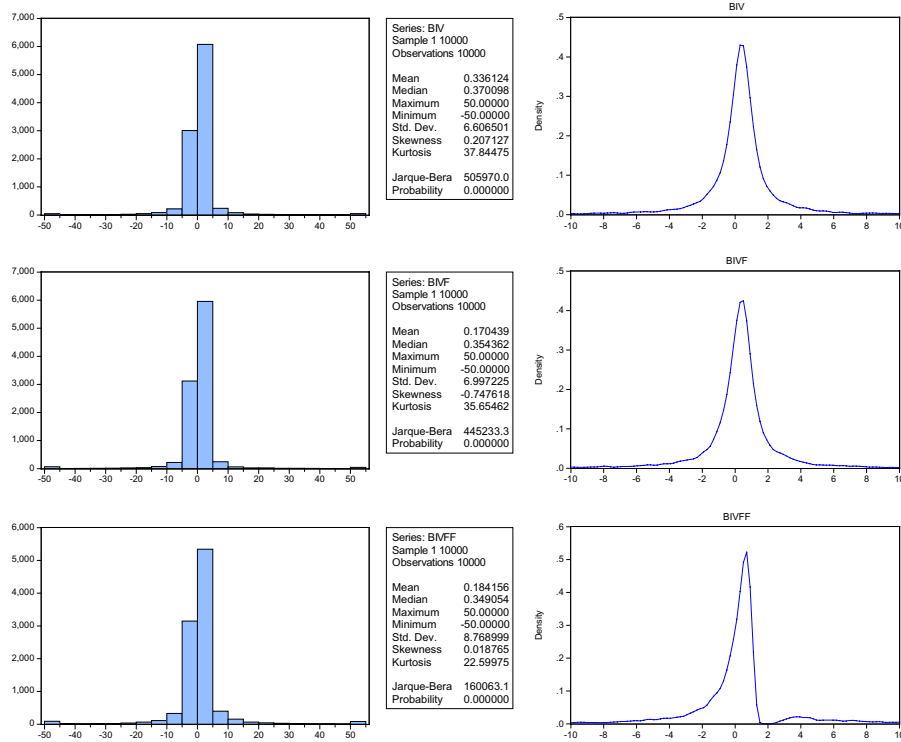 7,000
6,000
5,000
4,000
3,000
2,000
1,000
0
-50 -40 -30 -20 -10 0 10 20 30 40 50
Series: BIV
Sample 1 10000
Observations 10000
Mean 0.336124
Median 0.370098
Maximum 50.00000
Minimum -50.00000
Std. Dev. 6.606501
Skewness 0.207127
Kurtosis 37.84475
Jarque-Bera 505970.0
Probability 0.000000
BIV
Density
.5
.4
.3
.2
.1
.0
-10 -8 -6 -4 -2 0 2 4 6 8 10
7,000
6,000
5,000
4,000
3,000
2,000
1,000
0
-50 -40 -30 -20 -10 0 10 20 30 40 50
Series: BIVF
Sample 1 10000
Observations 10000
Mean 0.170439
Median 0.354362
Maximum 50.00000
Minimum -50.00000
Std. Dev. 6.997225
Skewness -0.747618
Kurtosis 35.65462
Jarque-Bera 445233.3
Probability 0.000000
BIVF
Density
.5
.4
.3
.2
.1
.0
-10 -8 -6 -4 -2 0 2 4 6 8 10
6,000
5,000
4,000
3,000
2,000
1,000
0
-50 -40 -30 -20 -10 0 10 20 30 40 50
Series: BIVFF
Sample 1 10000
Observations 10000
Mean 0.184156
Median 0.349054
Maximum 50.00000
Minimum -50.00000
Std. Dev. 8.768999
Skewness 0.018765
Kurtosis 22.59975
Jarque-Bera 160063.1
Probability 0.000000
BIVFF
Density
.6
.5
.4
.3
.2
.1
.0
-10 -8 -6 -4 -2 0 2 4 6 8 10